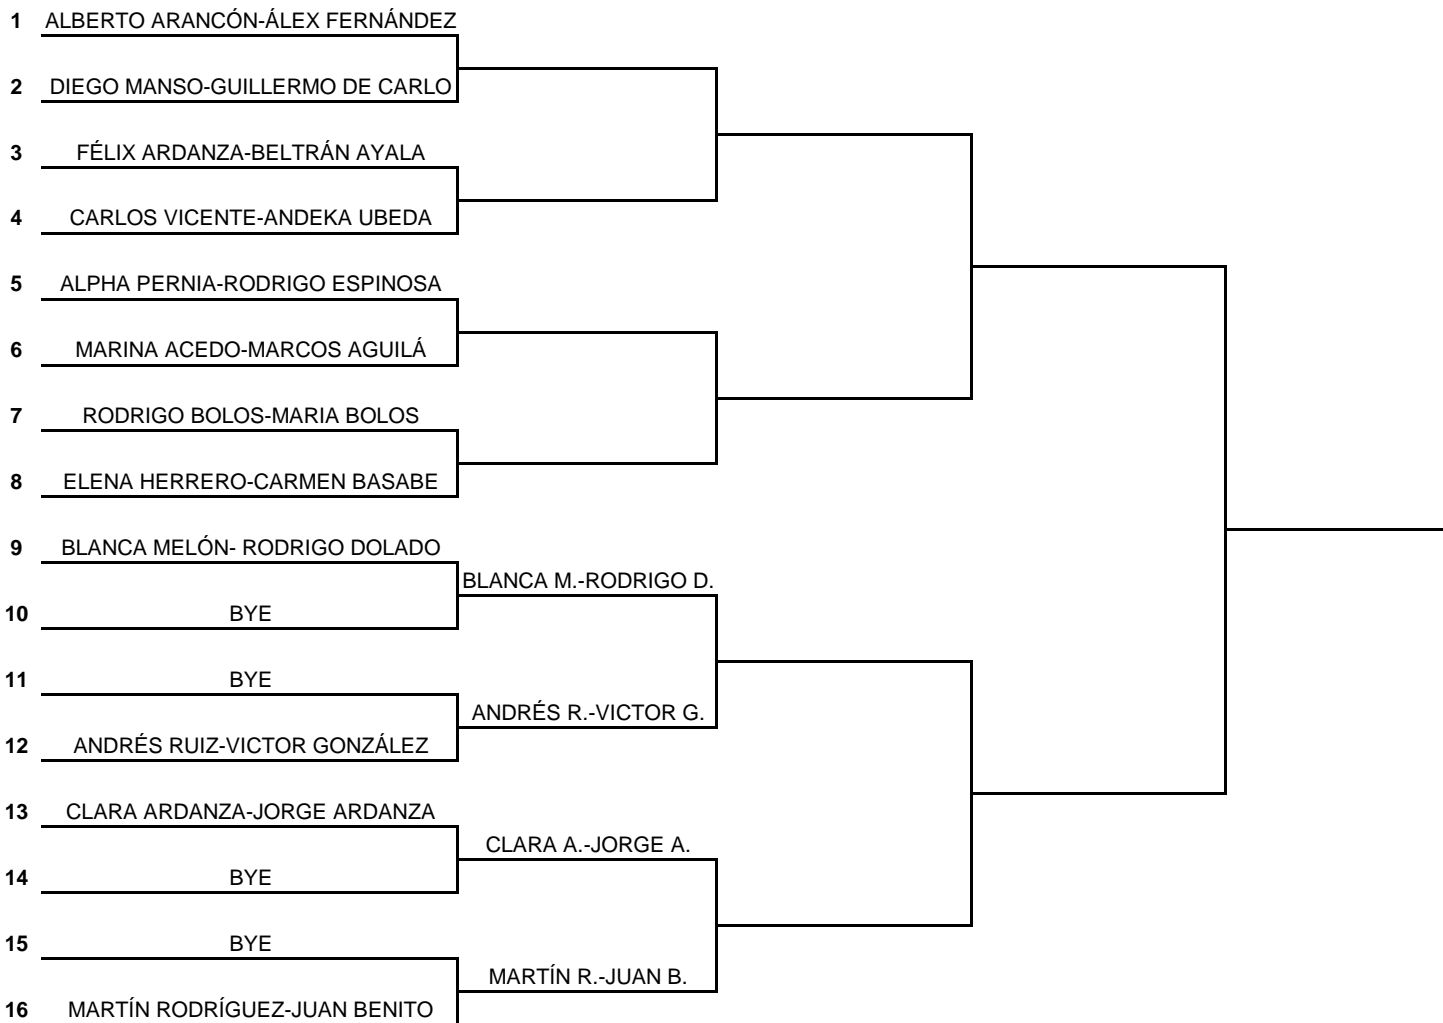 1 ALBERTO ARANCÓN-ÁLEX FERNÁNDEZ
2 DIEGO MANSO-GUILLERMO DE CARLO
3 FÉLIX ARDANZA-BELTRÁN AYALA
4 CARLOS VICENTE-ANDEKA UBEDA
5 ALPHA PERNIA-RODRIGO ESPINOSA
6 MARINA ACEDO-MARCOS AGUILÁ
7 RODRIGO BOLOS-MARIA BOLOS
8 ELENA HERRERO-CARMEN BASABE
9 BLANCA MELÓN- RODRIGO DOLADO
BLANCA M.-RODRIGO D.
10 BYE
11 BYE
ANDRÉS R.-VICTOR G.
12 ANDRÉS RUIZ-VICTOR GONZÁLEZ
13 CLARA ARDANZA-JORGE ARDANZA
CLARA A.-JORGE A.
14 BYE
15 BYE
MARTÍN R.-JUAN B.
16 MARTÍN RODRÍGUEZ-JUAN BENITO